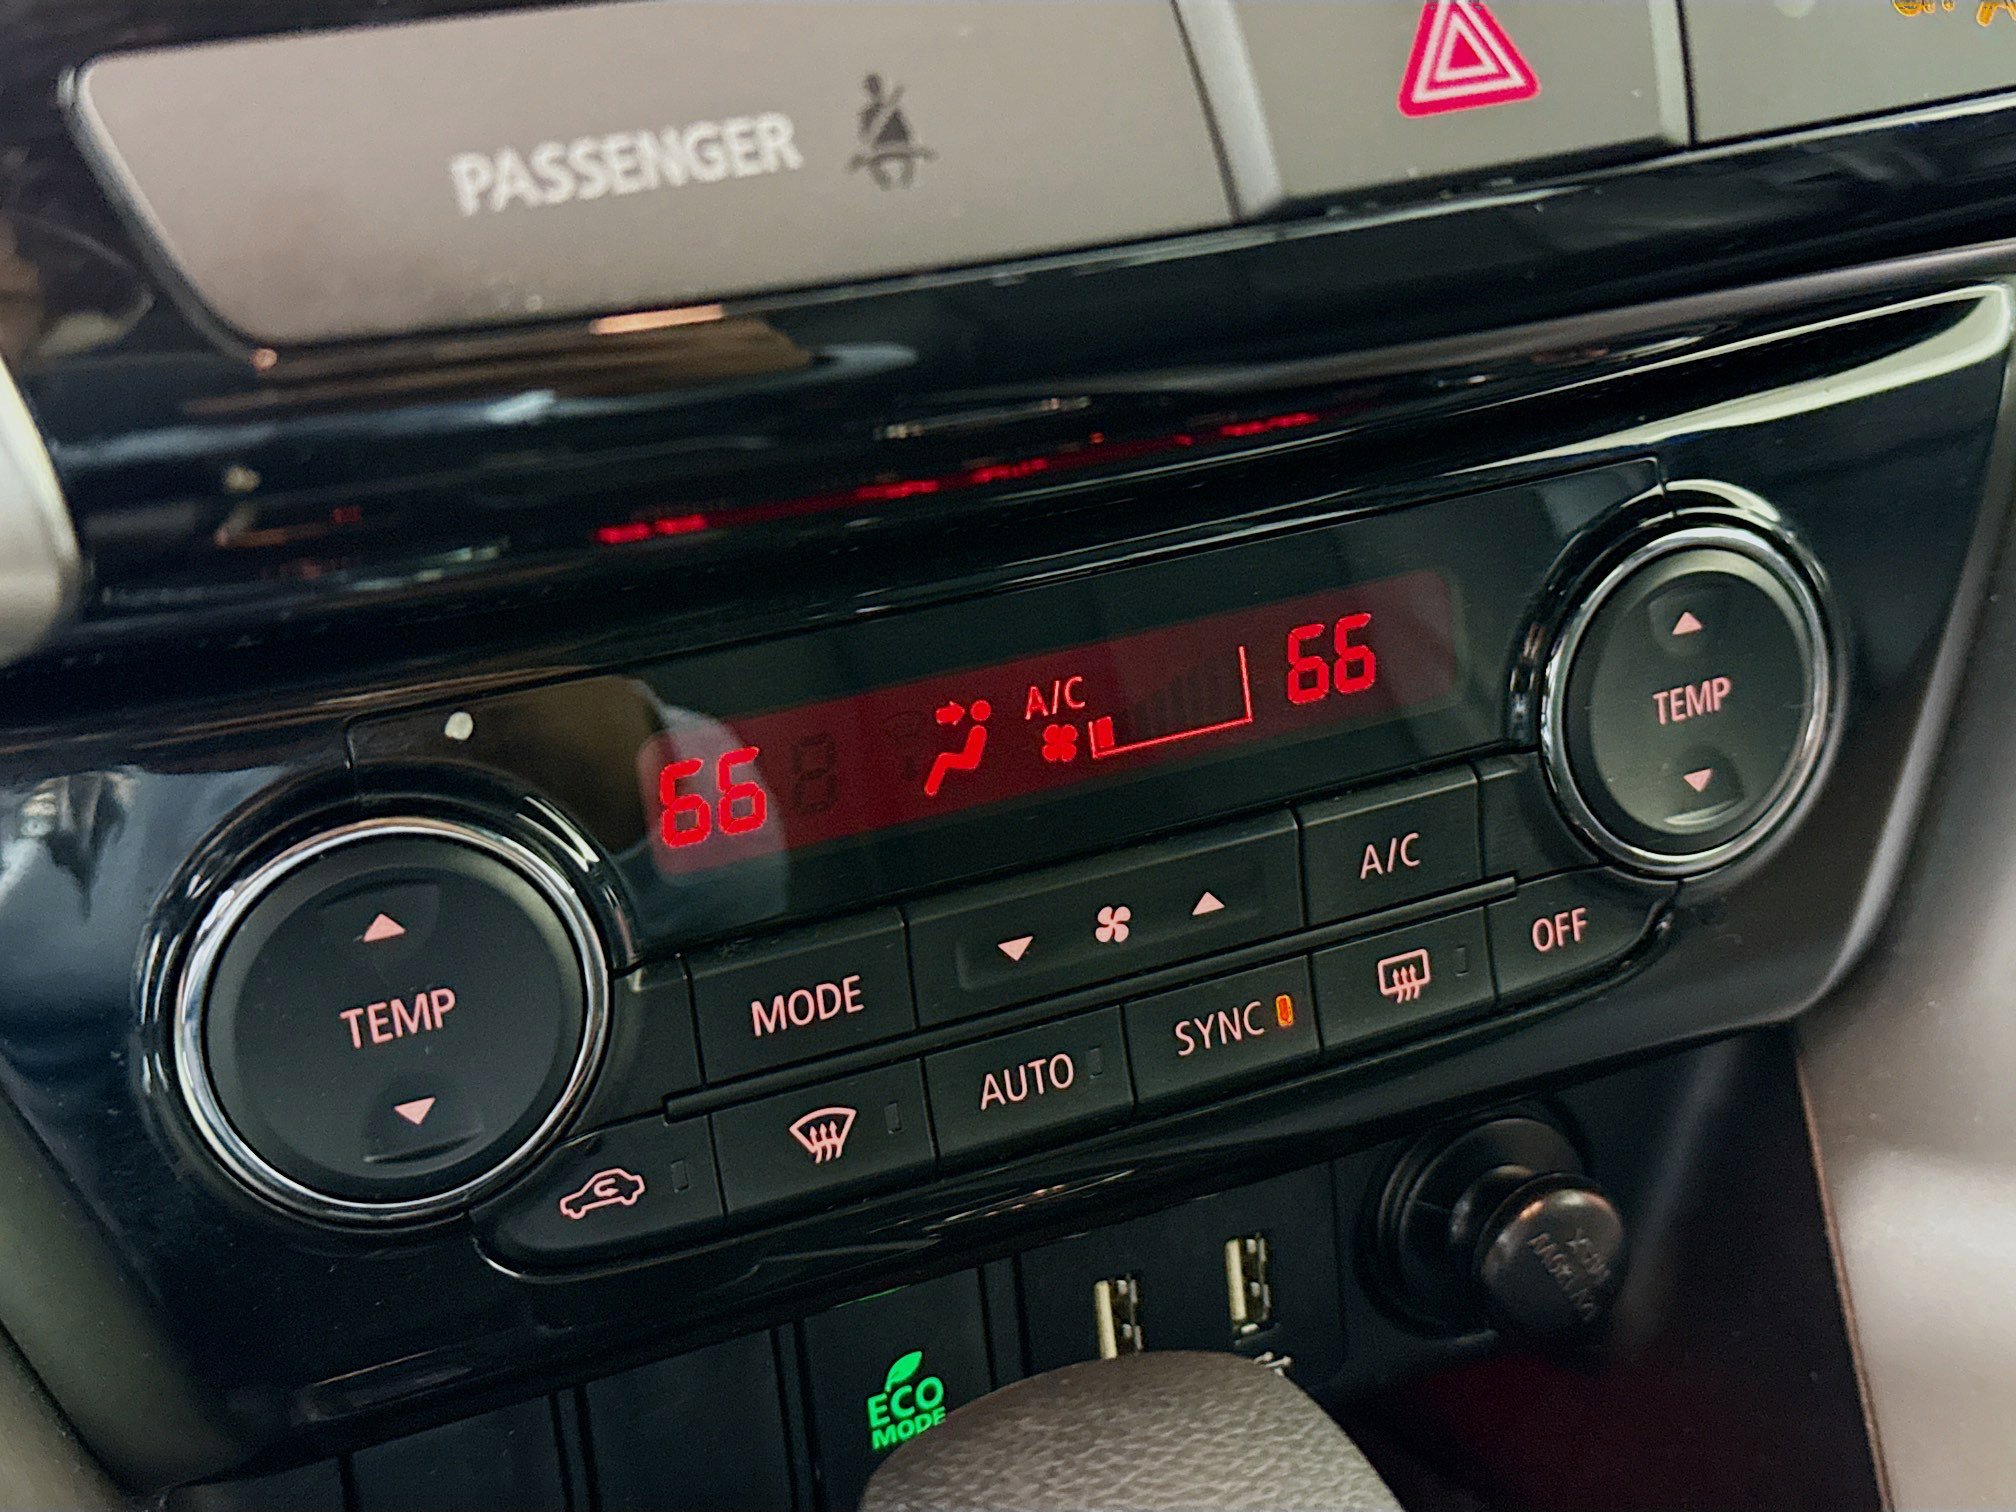 PASSENGER
66
A/C
66
TEMP
A/C
MODE
OFF
TEMP
SYNC
AUTO
ECO
MODE